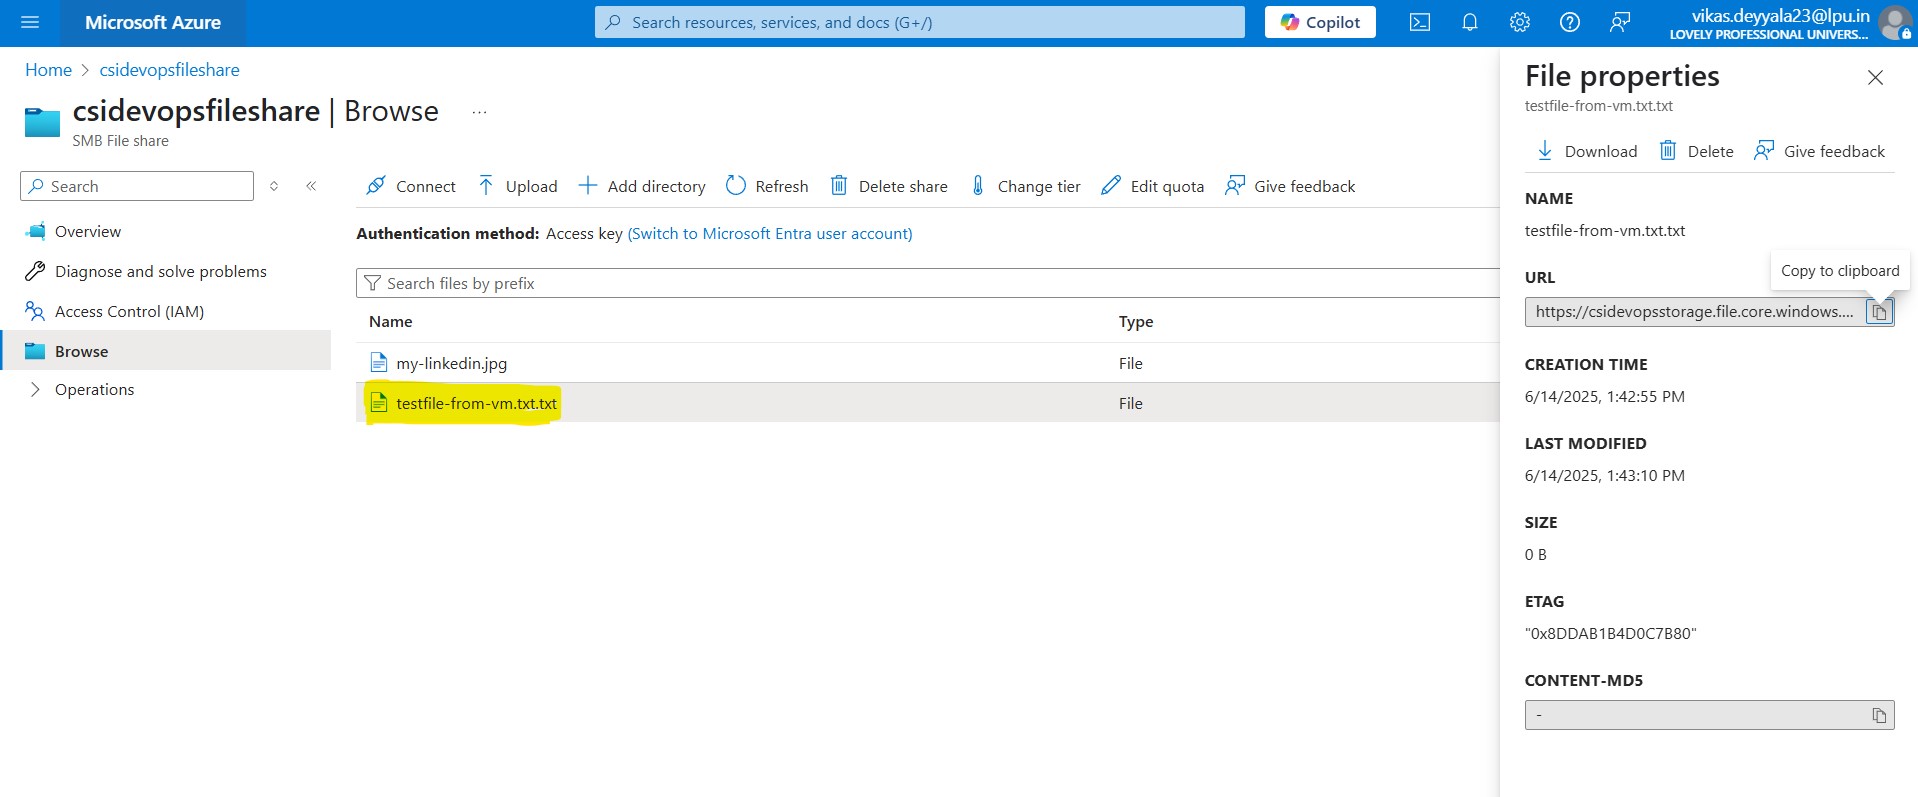 Microsoft Azure
Search resources, services, and docs (G+/)
Copilot
vikas.deyyala23@lpu.in
LOVELY PROFESSIONAL UNIVERS...
Home > csidevopsfileshare
csidevopsfileshare | Browse ...
SMB File share
Search
Overview
Diagnose and solve problems
Access Control (IAM)
Browse
Operations
Connect Upload Add directory Refresh Delete share Change tier Edit quota Give feedback
Authentication method: Access key (Switch to Microsoft Entra user account)
Search files by prefix
Name Type
my-linkedin.jpg File
testfile-from-vm.txt.txt File
File properties
testfile-from-vm.txt.txt
Download Delete Give feedback
NAME
testfile-from-vm.txt.txt
Copy to clipboard
URL
https://csidevopsstorage.file.core.windows....
CREATION TIME
6/14/2025, 1:42:55 PM
LAST MODIFIED
6/14/2025, 1:43:10 PM
SIZE
0 B
ETAG
"0x8DDAB1B4D0C7B80"
CONTENT-MD5
-